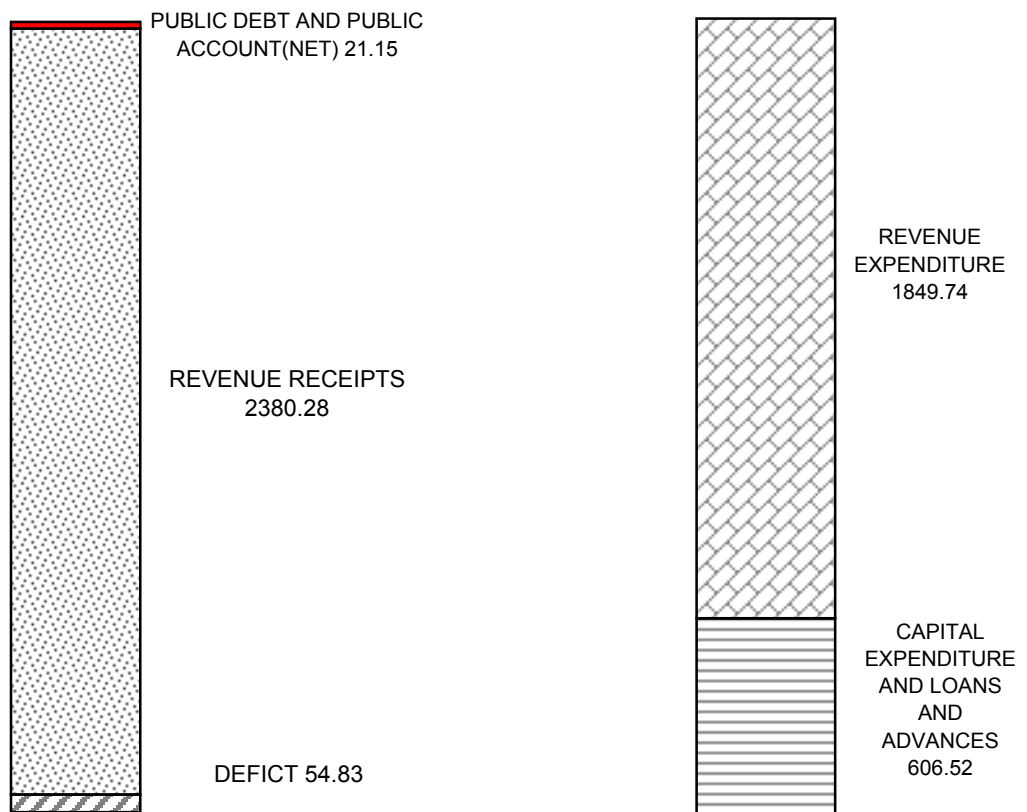 PUBLIC DEBT AND PUBLIC
ACCOUNT(NET) 21.15
REVENUE RECEIPTS
2380.28
DEFICT 54.83
REVENUE
EXPENDITURE
1849.74
CAPITAL
EXPENDITURE
AND LOANS
AND
ADVANCES
606.52